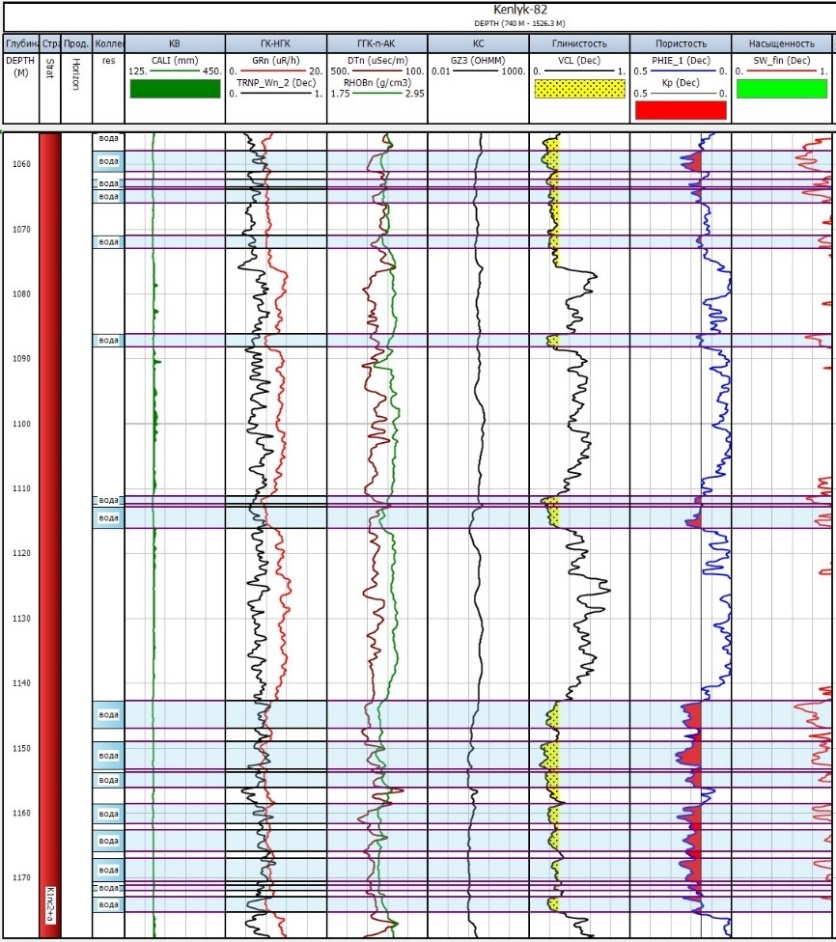 Kenlyk-82
DEPTH (740 M - 1526.3 M)
Глубин Стра Прод. Коллек КВ ГК-НГК ГГК-п-АК КС Глинистость Пористость Насыщенность
DEPTH (M) Strat Horizon res
CALI (mm)
125. 450.
GRn (uR/h)
0. 20.
TRNP_Wn_2 (Dec)
0. 1.
DTn (uSec/m)
500. 100.
RHOBn (g/cm3)
1.75 2.95
GZ3 (OHMM)
0.01 1000.
VCL (Dec)
0. 1.
PHIE_1 (Dec)
0.5 0.
Kp (Dec)
0.5 0.
SW_fin (Dec)
0. 1.
вода
1060 вода
вода
вода
1070
вода
1080
вода
1090
1100
1110
вода
вода
1120
1130
1140
вода
1150
вода
вода
1160
вода
вода
1170
вода
вода
вода